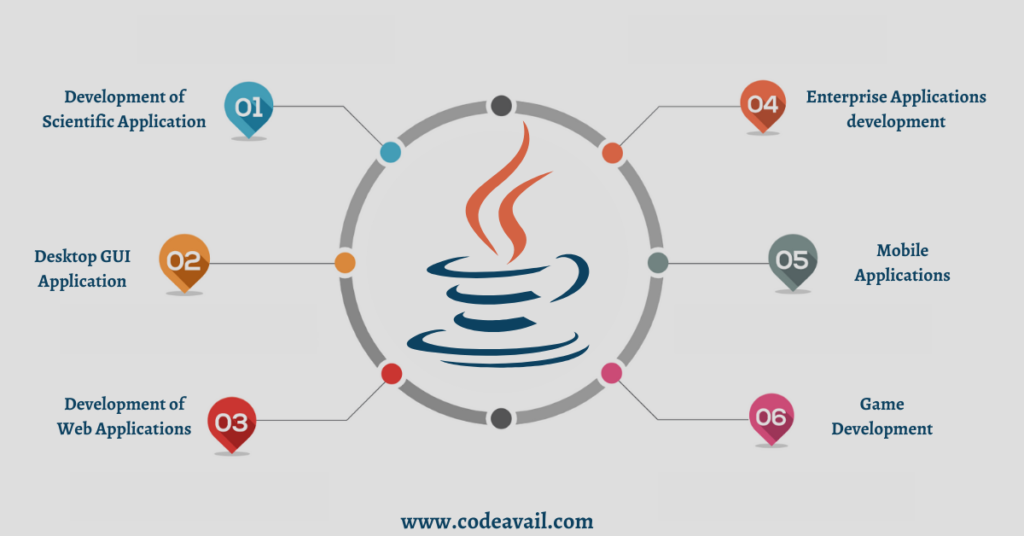 Development of
Scientific Application
01
Desktop GUI
Application
02
Development of
Web Applications
03
04
Enterprise Applications
development
05
Mobile
Applications
06
Game
Development
www.codeavail.com